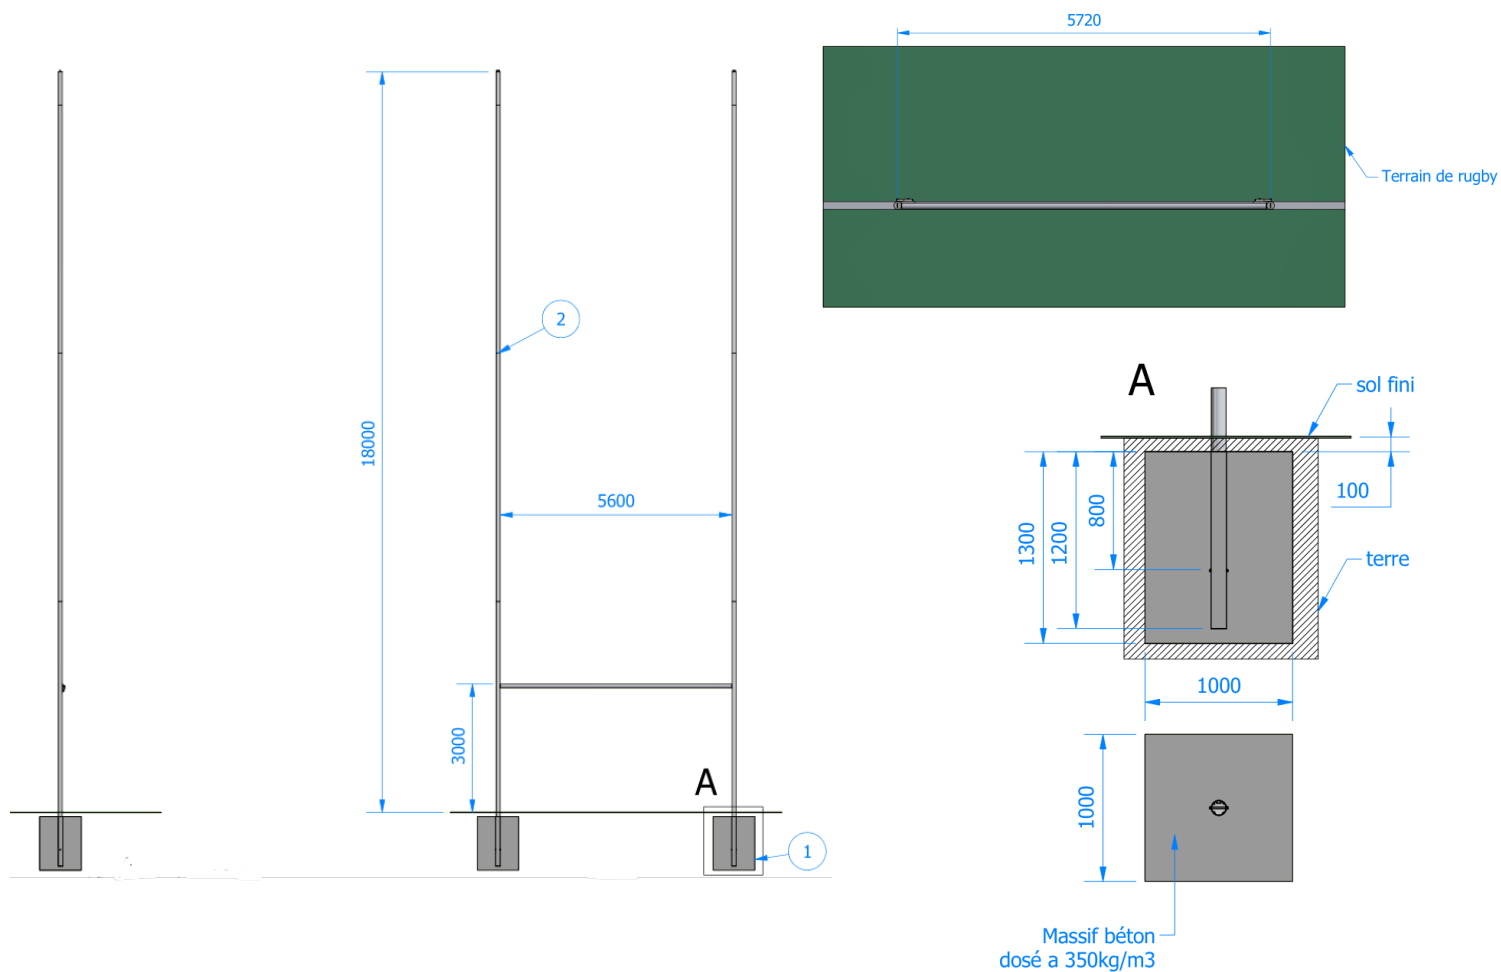 5720
Terrain de rugby
2
18000
5600
3000
A
1
A
sol fini
100
800
1200
1300
terre
1000
1000
Massif béton
dosé a 350kg/m3